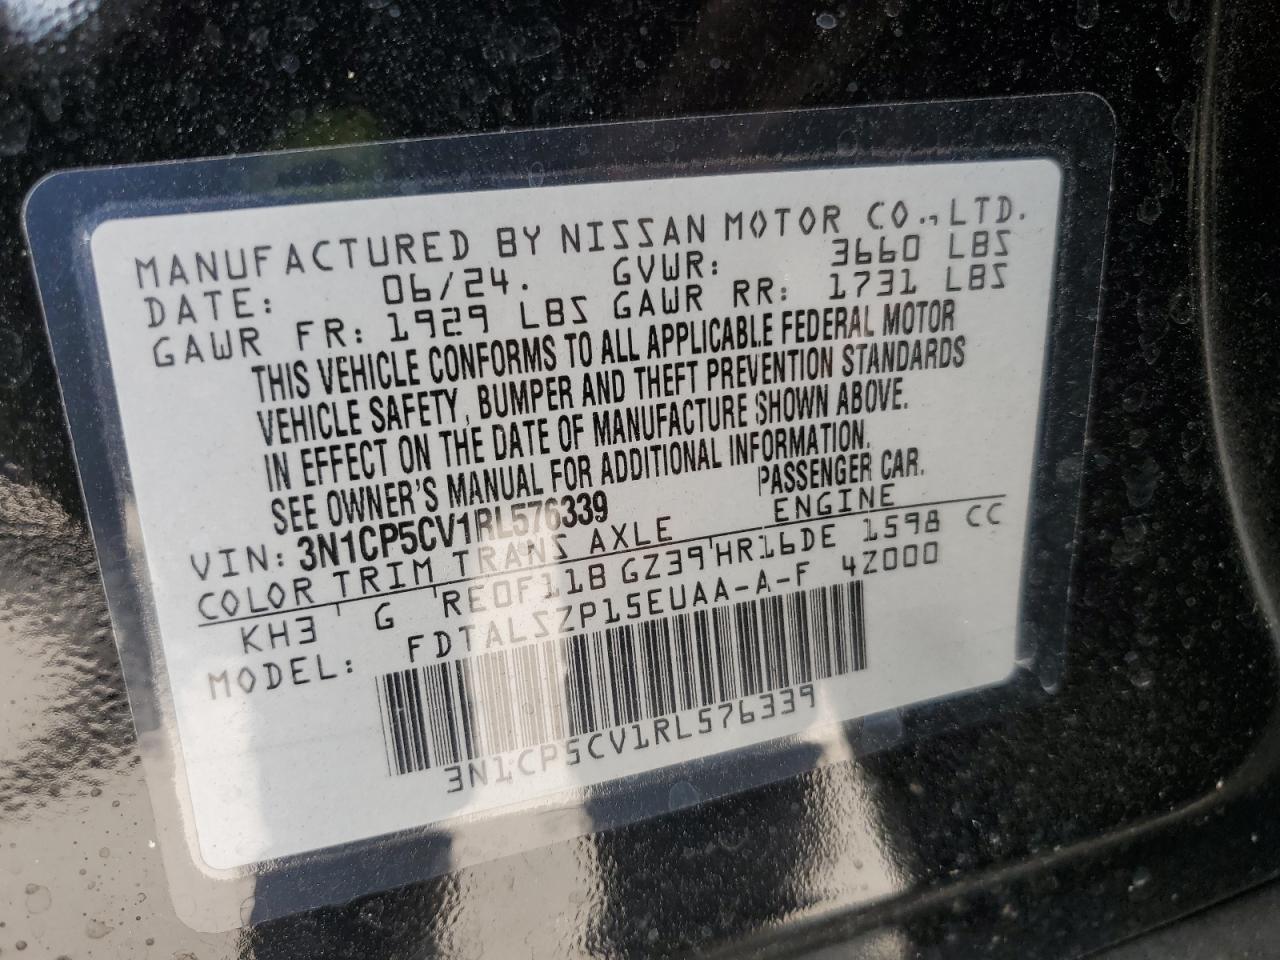 MANUFACTURED BY NISSAN MOTOR CO., LTD.
DATE: 06/24. GVWR: 3660 LBS
GAWR FR: 1929 LBS GAWR RR: 1731 LBS
THIS VEHICLE CONFORMS TO ALL APPLICABLE FEDERAL MOTOR
VEHICLE SAFETY, BUMPER AND THEFT PREVENTION STANDARDS
IN EFFECT ON THE DATE OF MANUFACTURE SHOWN ABOVE.
SEE OWNER'S MANUAL FOR ADDITIONAL INFORMATION.
VIN: 3N1CP5CV1RL576339 PASSENGER CAR.
COLOR TRIM TRANS AXLE ENGINE
KH3 G RE0F11B GZ39 HR16DE 1598 CC
MODEL: FDTALSZP15EUAA-A-F 4Z000
3N1CP5CV1RL576339